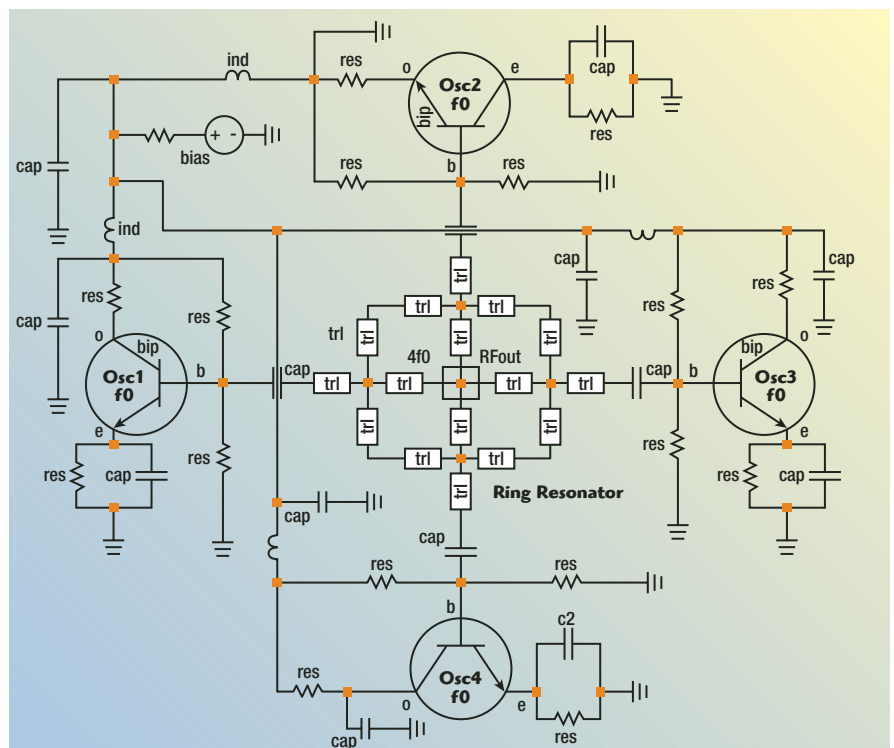 ind
res
o
Osc2
f0
e
bip
cap
res
+ -
bias
cap
res
b
res
ind
cap
cap
cap
res
res
res
res
trl
trl
trl
trl
trl
trl
trl
trl
o
bip
b
Osc1
f0
e
cap
trl
trl
4f0
RFout
trl
trl
cap
b
bip
o
Osc3
f0
e
trl
trl
trl
res
res
res
cap
trl
trl
trl
Ring Resonator
res
cap
cap
cap
res
res
b
c2
res
Osc4
f0
o
e
cap
res